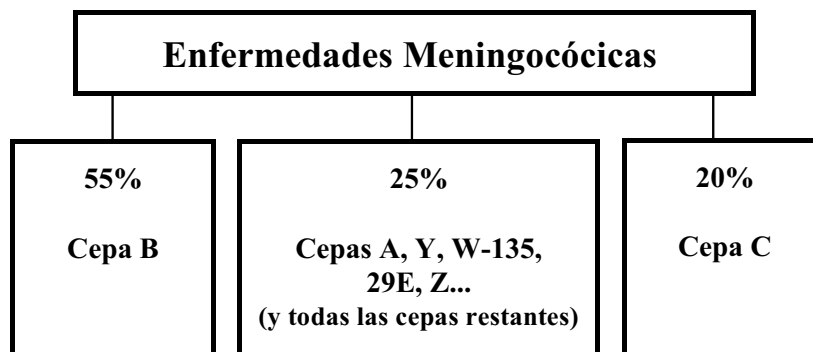 Enfermedades Meningocócicas
55%
Cepa B
25%
Cepas A, Y, W-135,
29E, Z...
(y todas las cepas restantes)
20%
Cepa C